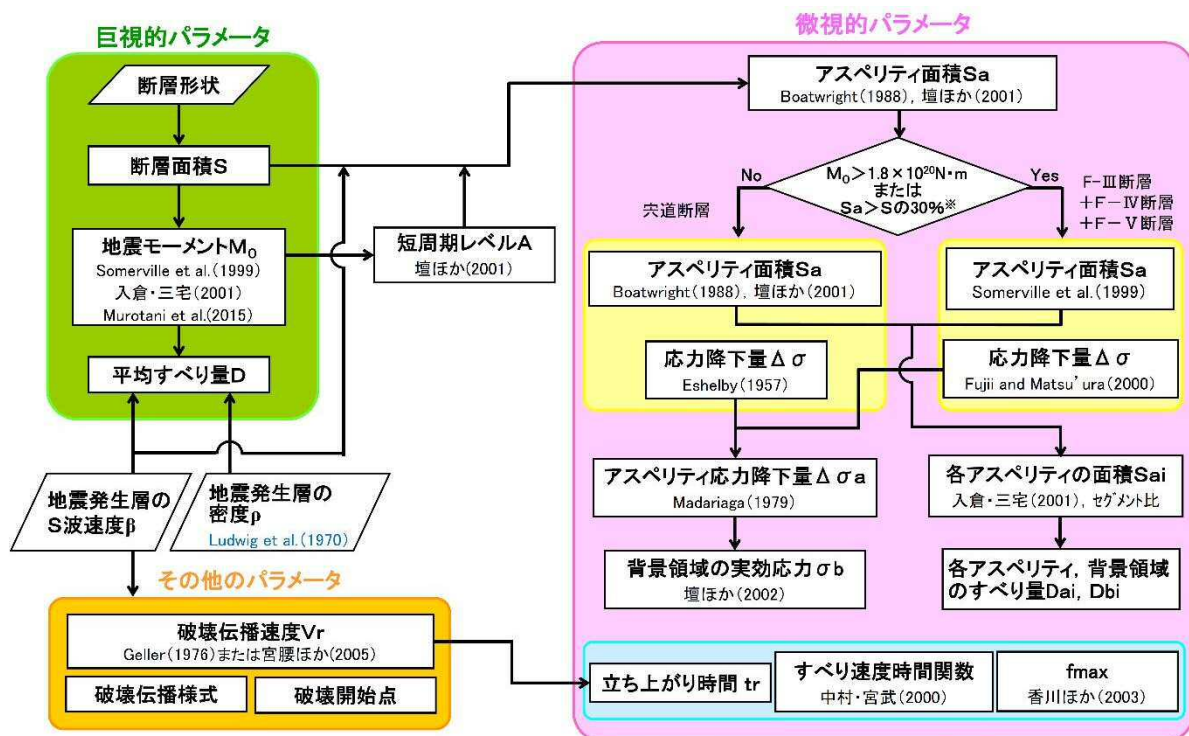 巨視的パラメータ
断層形状
断層面積S
地震モーメントM₀
Somerville et al.(1999)
入倉・三宅(2001)
Murotani et al.(2015)
平均すべり量D
短周期レベルA
壇ほか(2001)
地震発生層の
S波速度β
地震発生層の
密度ρ
Ludwig et al.(1970)
その他のパラメータ
破壊伝播速度Vr
Geller(1976)または宮腰ほか(2005)
破壊伝播様式
破壊開始点
微視的パラメータ
アスペリティ面積Sa
Boatwright(1988), 壇ほか(2001)
M₀>1.8×10²⁰N・m
または
Sa>Sの30%※
No
Yes
宍道断層
F-Ⅲ断層
+F-Ⅳ断層
+F-Ⅴ断層
アスペリティ面積Sa
Boatwright(1988), 壇ほか(2001)
アスペリティ面積Sa
Somerville et al.(1999)
応力降下量Δσ
Eshelby(1957)
応力降下量Δσ
Fujii and Matsu'ura(2000)
アスペリティ応力降下量Δσa
Madariaga(1979)
各アスペリティの面積Sai
入倉・三宅(2001), セグメント比
背景領域の実効応力σb
壇ほか(2002)
各アスペリティ, 背景領域
のすべり量Dai, Dbi
立ち上がり時間 tr
すべり速度時間関数
中村・宮武(2000)
fmax
香川ほか(2003)